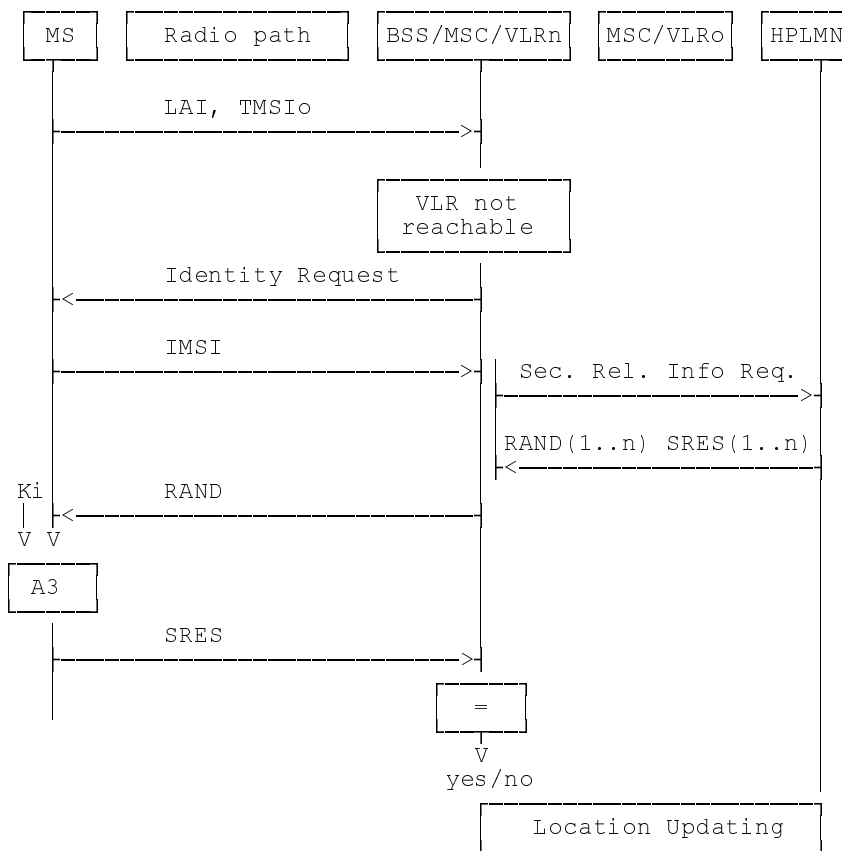 MS Radio path BSS/MSC/VLRn MSC/VLRo HPLMN
LAI, TMSIo
VLR not
reachable
Identity Request
IMSI
Sec. Rel. Info Req.
RAND(1..n) SRES(1..n)
Ki RAND
V V
A3
SRES
=
V
yes/no
Location Updating